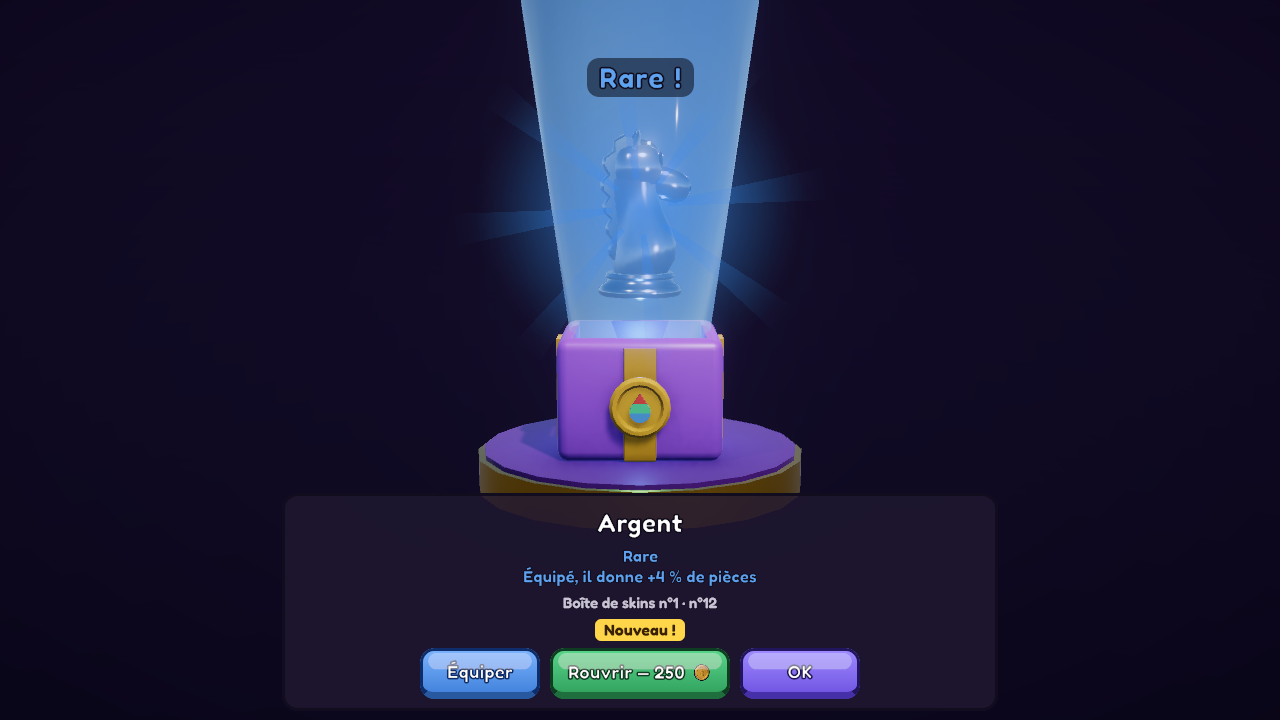 Rare !
Argent
Rare
Équipé, il donne +4 % de pièces
Boîte de skins n°1 · n°12
Nouveau !
Équiper
Rouvrir — 250
OK